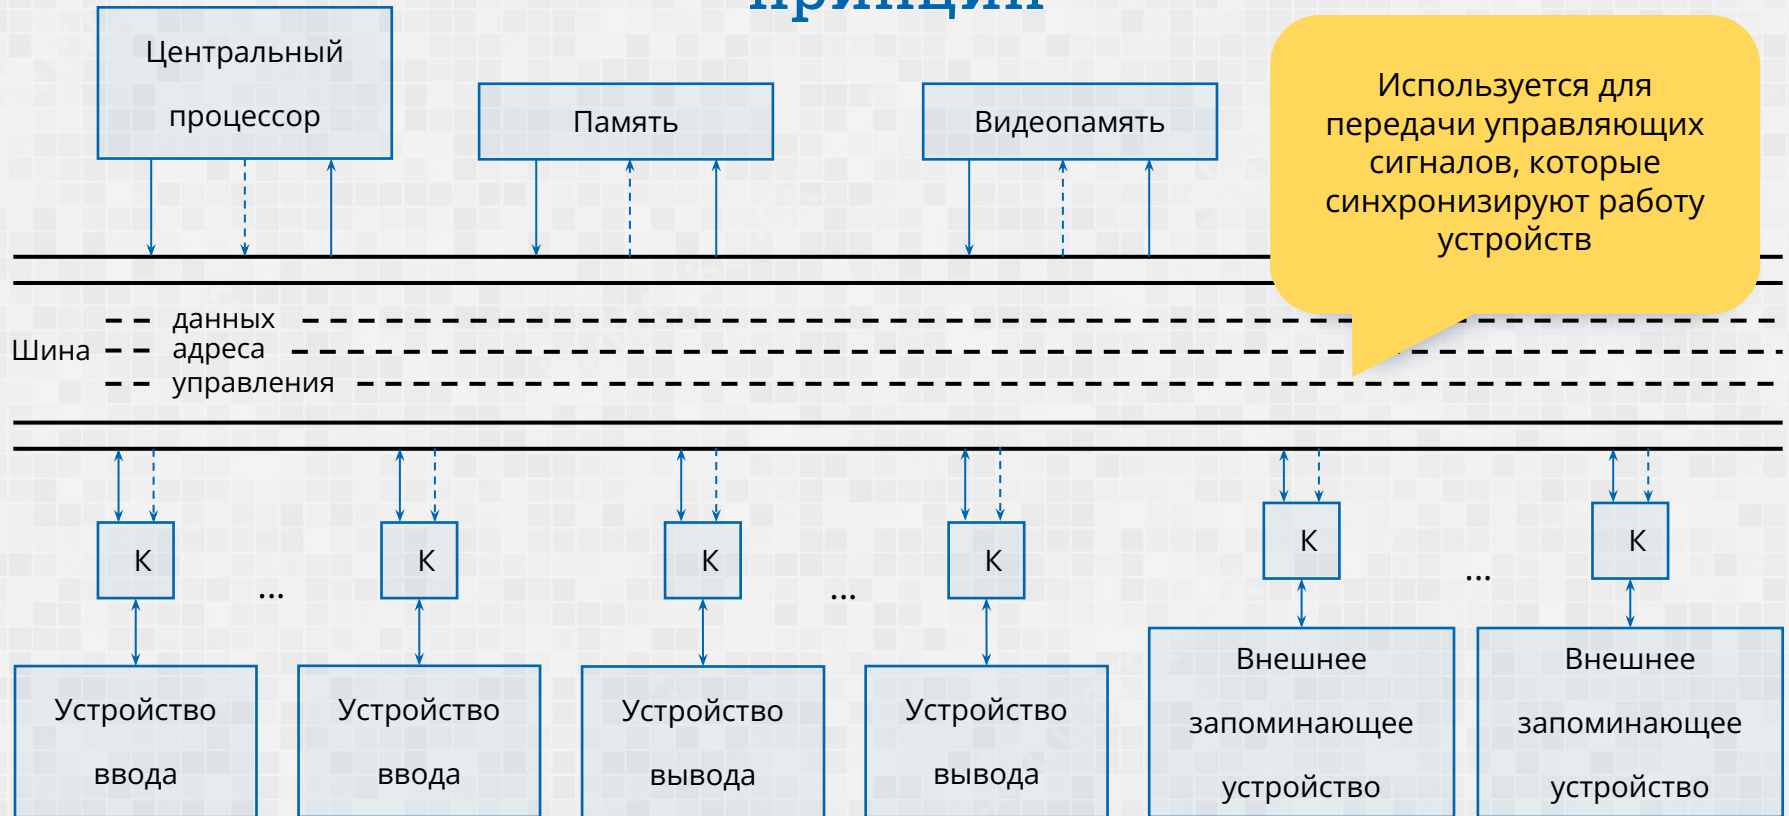 принцип
Центральный
процессор
Память
Видеопамять
Используется для
передачи управляющих
сигналов, которые
синхронизируют работу
устройств
данных
Шина
адреса
управления
К
К
К
К
К
К
...
...
...
Устройство
ввода
Устройство
ввода
Устройство
вывода
Устройство
вывода
Внешнее
запоминающее
устройство
Внешнее
запоминающее
устройство